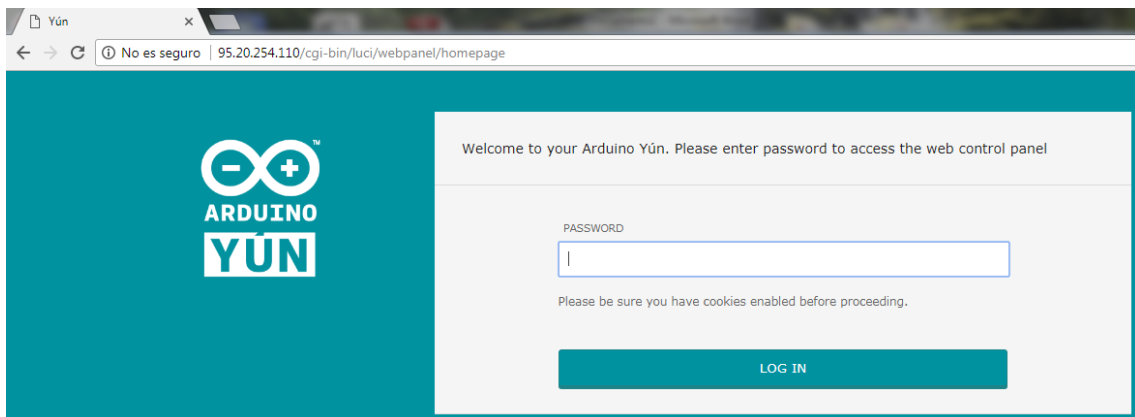 Yún
No es seguro | 95.20.254.110/cgi-bin/luci/webpanel/homepage
Welcome to your Arduino Yún. Please enter password to access the web control panel
ARDUINO
YÚN
TM
PASSWORD
Please be sure you have cookies enabled before proceeding.
LOG IN